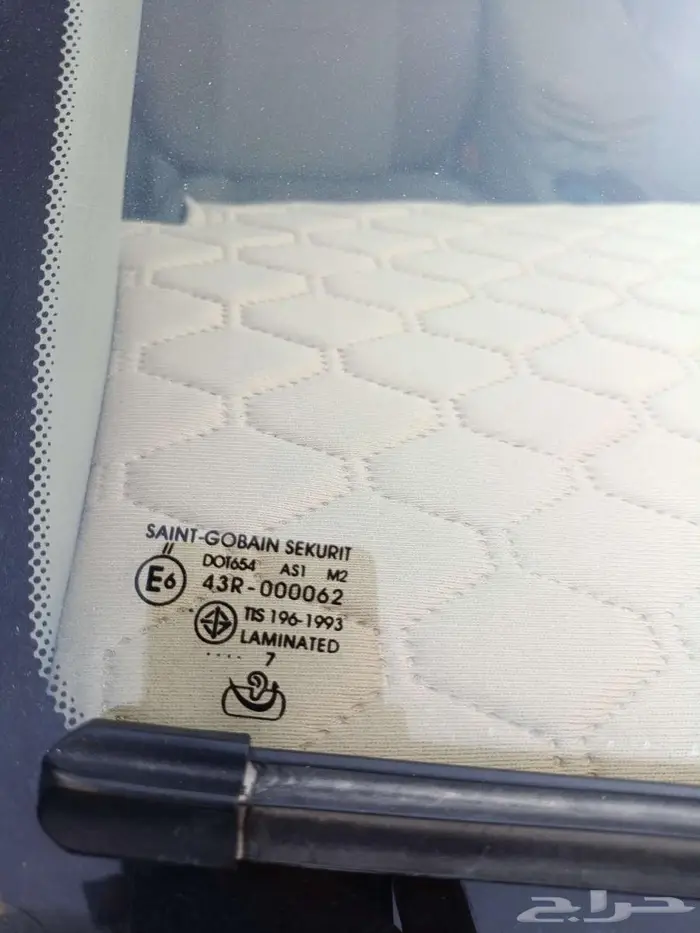 SAINT-GOBAIN SEKURIT
DOT654 AS1 M2
E6 43R-000062
TIS 196-1993
LAMINATED
.... 7
حراج